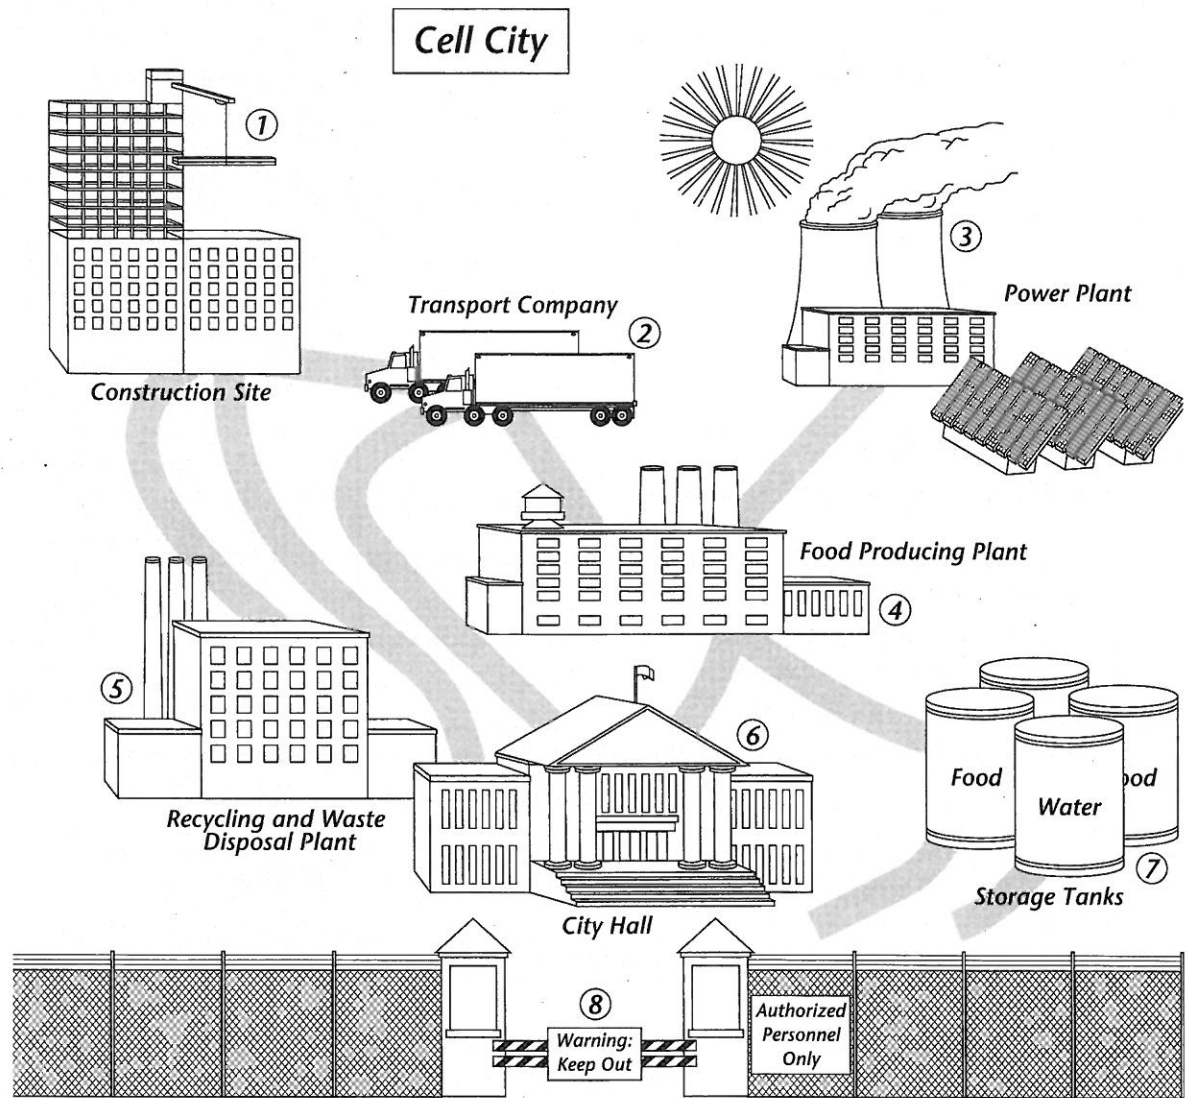 Cell City
1
3
Power Plant
Transport Company
2
Construction Site
Food Producing Plant
4
5
6
Food
Water
ood
7
Storage Tanks
Recycling and Waste
Disposal Plant
City Hall
8
Warning:
Keep Out
Authorized
Personnel
Only